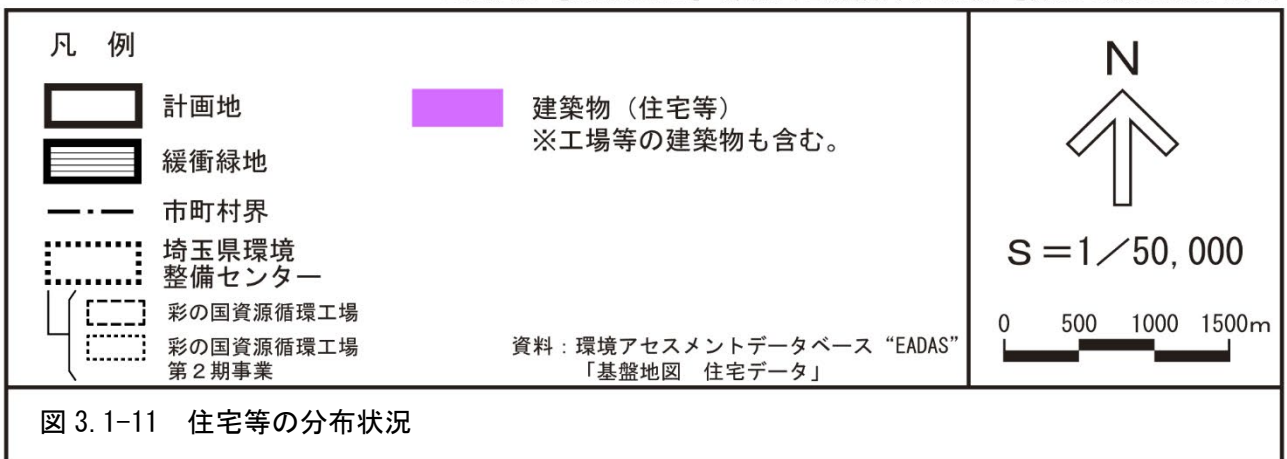 凡　例
計画地
緩衝緑地
市町村界
埼玉県環境
整備センター
彩の国資源循環工場
彩の国資源循環工場
第２期事業
建築物（住宅等）
※工場等の建築物も含む。
資料：環境アセスメントデータベース“EADAS”
「基盤地図　住宅データ」
N
S＝1／50,000
0 500 1000 1500m
図 3.1-11　住宅等の分布状況